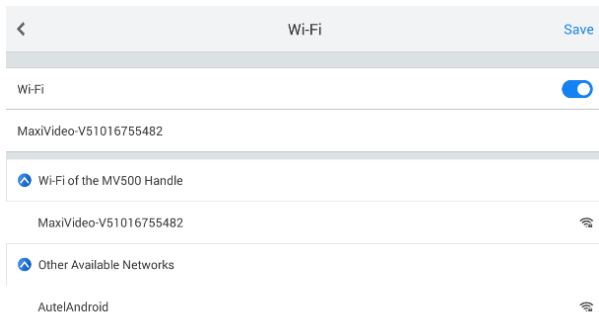 Wi-Fi Save
Wi-Fi
MaxiVideo-V51016755482
Wi-Fi of the MV500 Handle
MaxiVideo-V51016755482
Other Available Networks
AutelAndroid